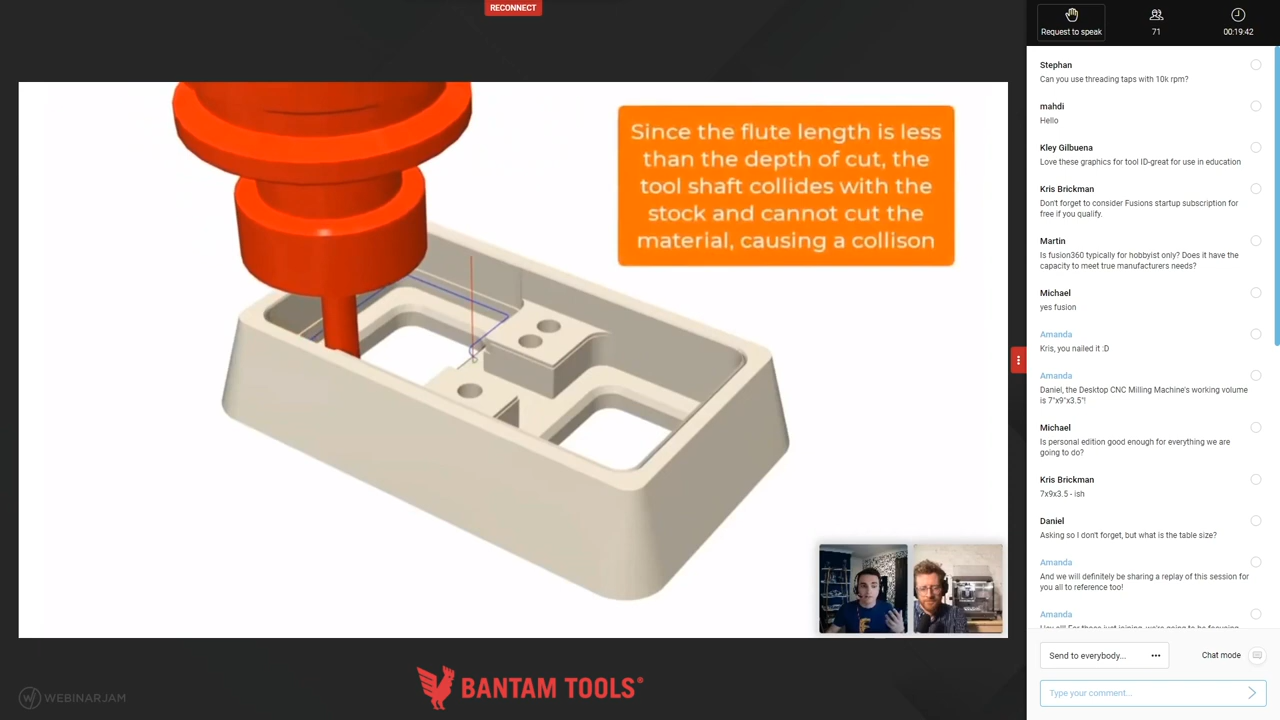 RECONNECT
Since the flute length is less
than the depth of cut, the
tool shaft collides with the
stock and cannot cut the
material, causing a collison
WEBINARJAM
BANTAM TOOLS®
Request to speak
71
00:19:42
Stephan
Can you use threading taps with 10k rpm?
mahdi
Hello
Kley Gilbuena
Love these graphics for tool ID-great for use in education
Kris Brickman
Don't forget to consider Fusions startup subscription for
free if you qualify.
Martin
Is fusion360 typically for hobbyist only? Does it have the
capacity to meet true manufacturers needs?
Michael
yes fusion
Amanda
Kris, you nailed it :D
Amanda
Daniel, the Desktop CNC Milling Machine's working volume
is 7"x9"x3.5"!
Michael
Is personal edition good enough for everything we are
going to do?
Kris Brickman
7x9x3.5 - ish
Daniel
Asking so I don't forget, but what is the table size?
Amanda
And we will definitely be sharing a replay of this session for
you all to reference too!
Amanda
Send to everybody...
Chat mode
Type your comment...